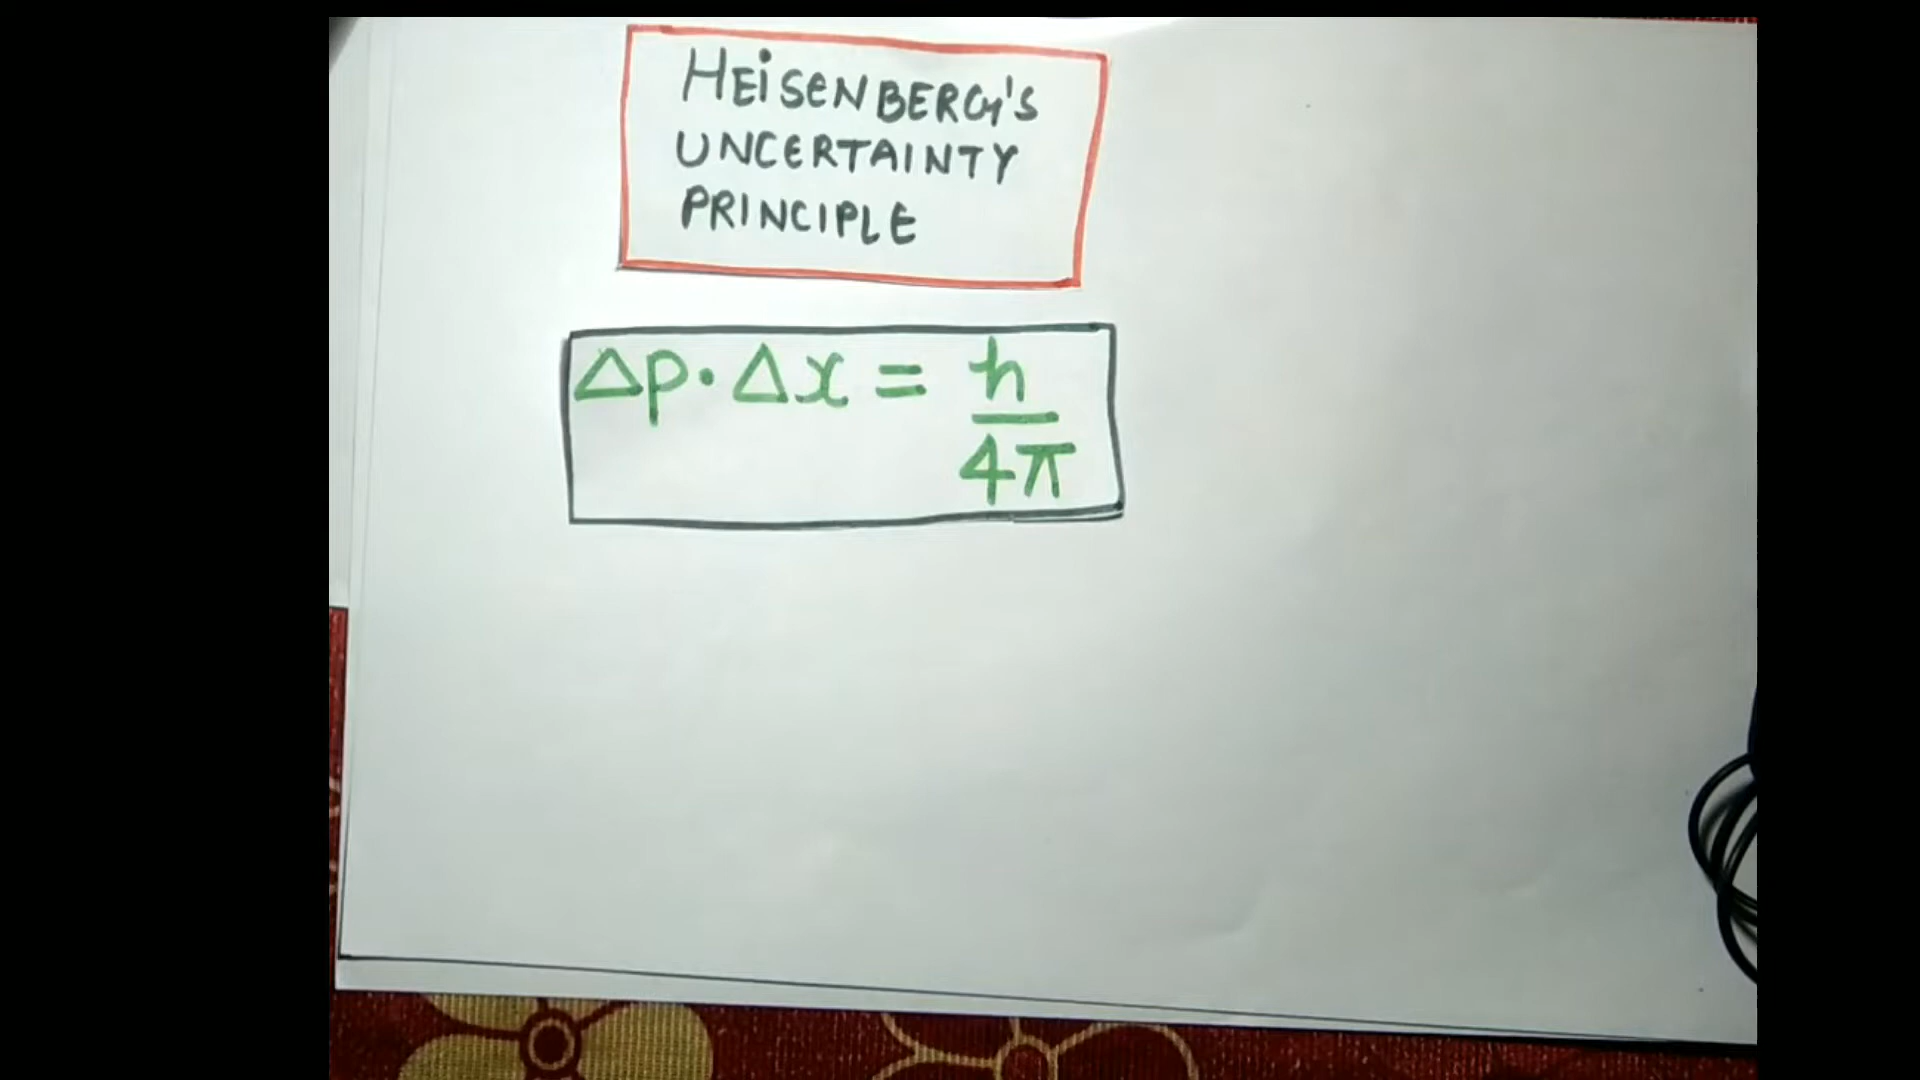 HEiSENBERG'S
UNCERTAINTY
PRINCIPLE
Δp・Δx = ħ
4π